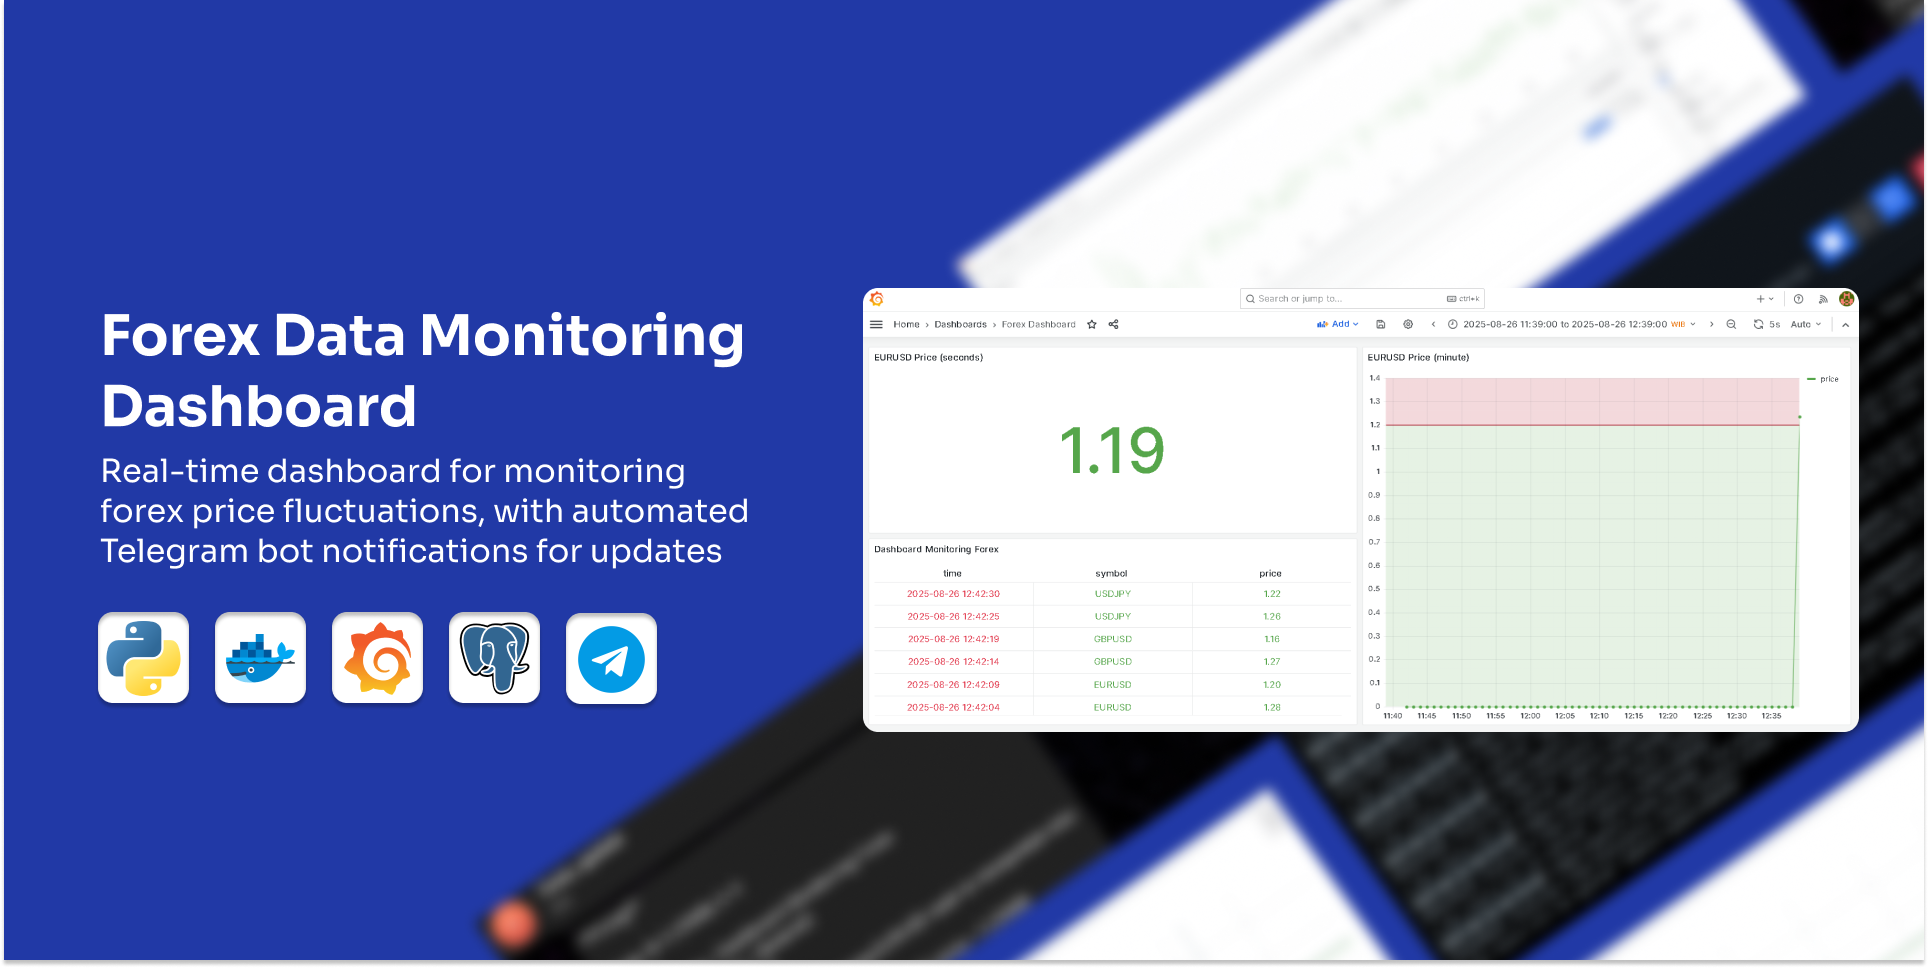 Forex Data Monitoring
Dashboard
Real-time dashboard for monitoring
forex price fluctuations, with automated
Telegram bot notifications for updates
Search or jump to...
ctrl+k
Home › Dashboards › Forex Dashboard
Add
2025-08-26 11:39:00 to 2025-08-26 12:39:00 WIB
5s
Auto
EURUSD Price (seconds)
1.19
Dashboard Monitoring Forex
time symbol price
2025-08-26 12:42:30 USDJPY 1.22
2025-08-26 12:42:25 USDJPY 1.26
2025-08-26 12:42:19 GBPUSD 1.16
2025-08-26 12:42:14 GBPUSD 1.27
2025-08-26 12:42:09 EURUSD 1.20
2025-08-26 12:42:04 EURUSD 1.28
EURUSD Price (minute)
1.4
1.3
1.2
1.1
1
0.9
0.8
0.7
0.6
0.5
0.4
0.3
0.2
0.1
0
11:40 11:45 11:50 11:55 12:00 12:05 12:10 12:15 12:20 12:25 12:30 12:35
price